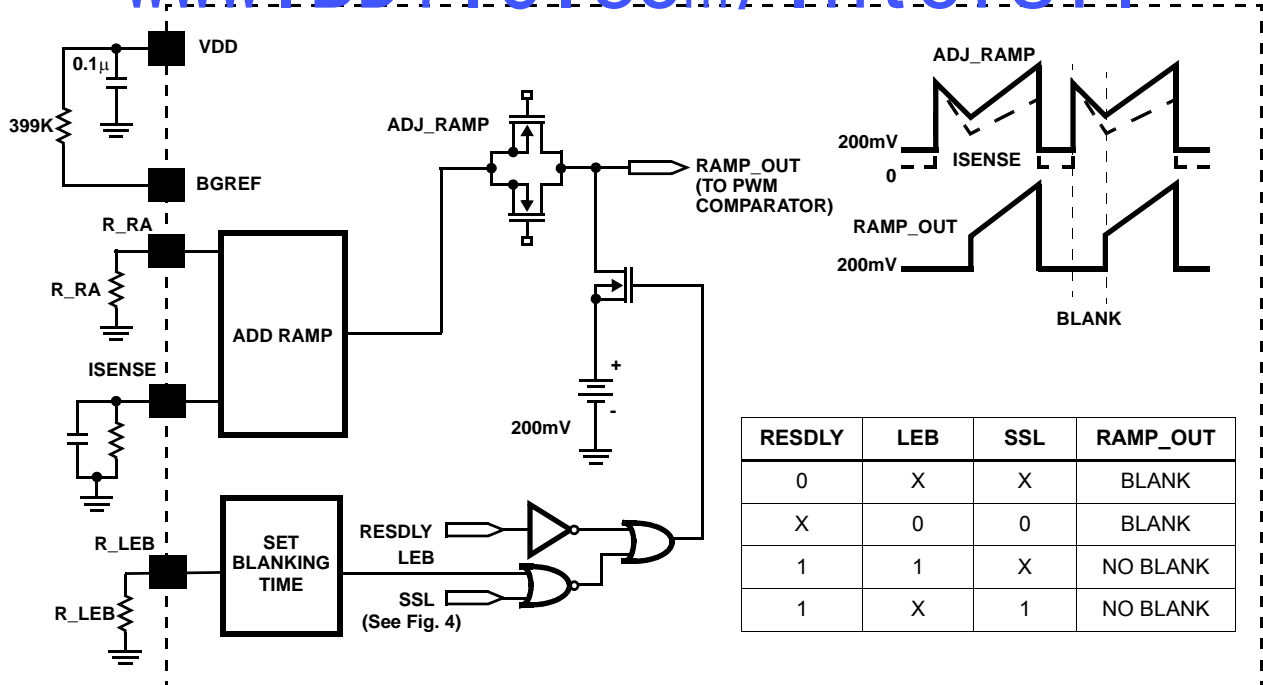 VDD
0.1μ
399K
BGREF
R_RA
R_RA
ADD RAMP
ISENSE
ADJ_RAMP
RAMP_OUT
(TO PWM
COMPARATOR)
200mV
+
-
R_LEB
R_LEB
SET
BLANKING
TIME
RESDLY
LEB
SSL
(See Fig. 4)
ADJ_RAMP
200mV
ISENSE
0
RAMP_OUT
200mV
BLANK
RESDLY LEB SSL RAMP_OUT
0 X X BLANK
X 0 0 BLANK
1 1 X NO BLANK
1 X 1 NO BLANK